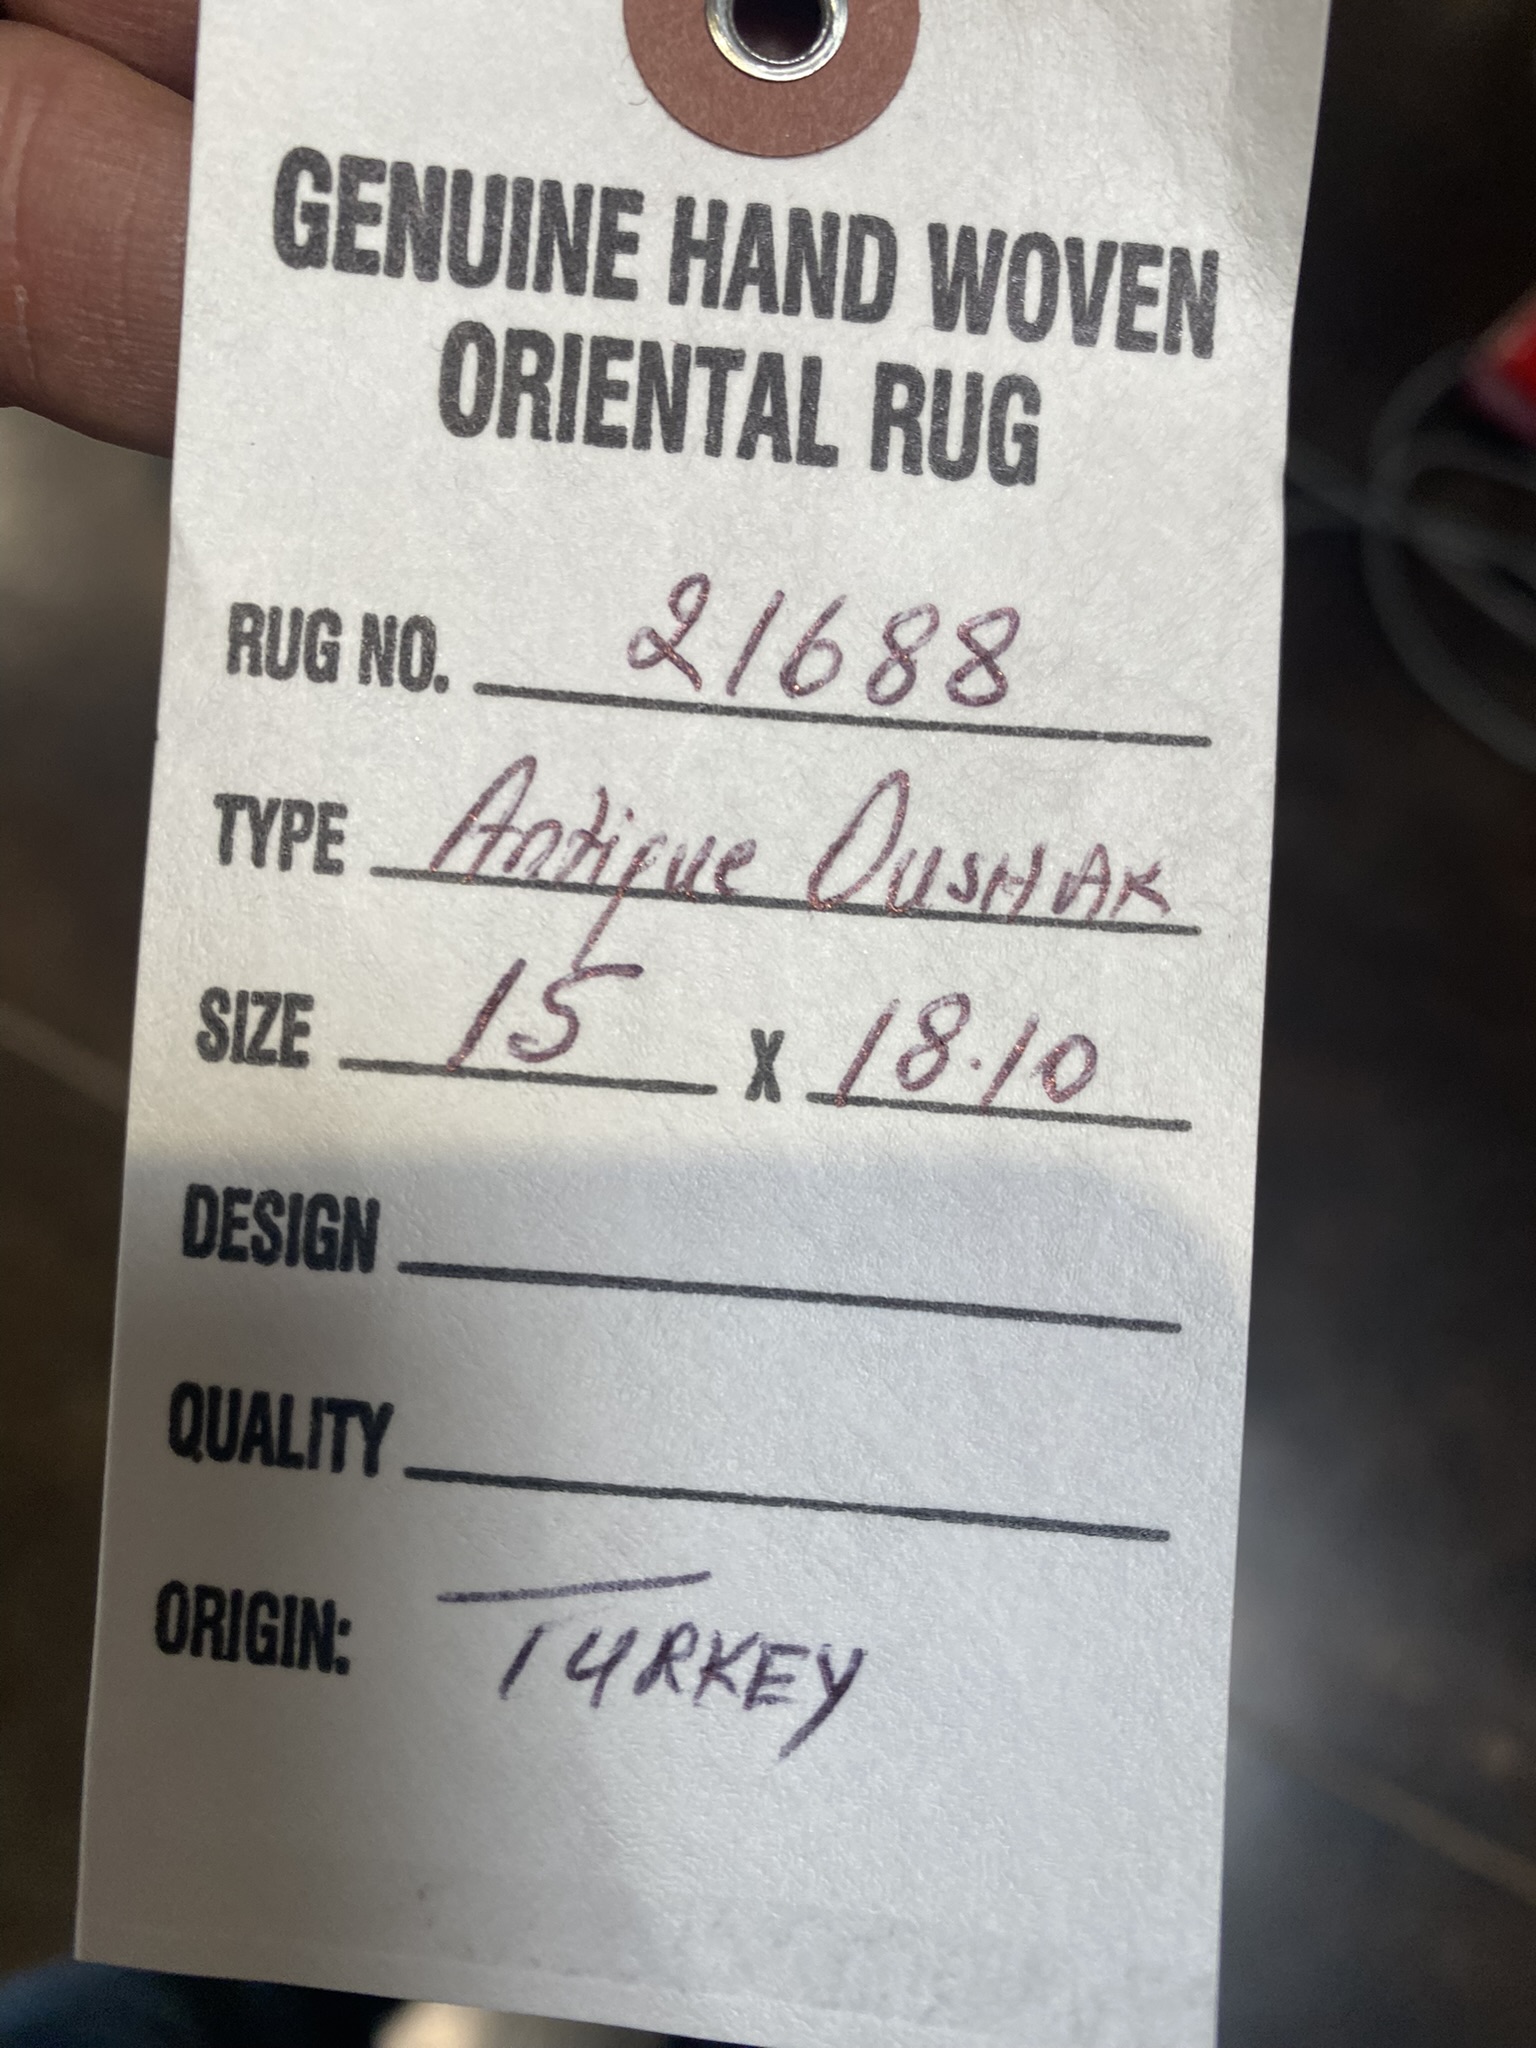 GENUINE HAND WOVEN
ORIENTAL RUG
RUG NO. 21688
TYPE Antique OUSHAK
SIZE 15 X 18.10
DESIGN
QUALITY
ORIGIN: TURKEY